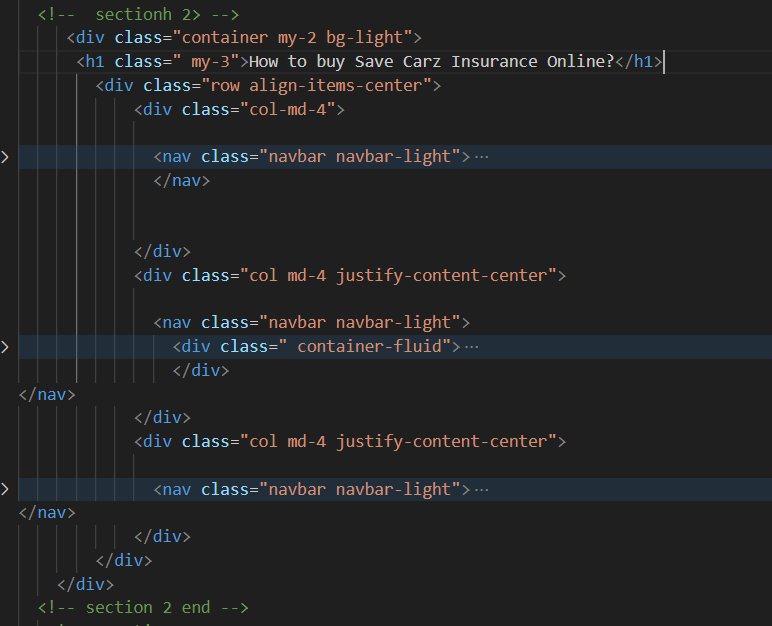 <!--  sectionh 2> -->
<div class="container my-2 bg-light">
<h1 class=" my-3">How to buy Save Carz Insurance Online?</h1>
<div class="row align-items-center">
<div class="col-md-4">
<nav class="navbar navbar-light">…
</nav>
</div>
<div class="col md-4 justify-content-center">
<nav class="navbar navbar-light">
<div class=" container-fluid">…
</div>
</nav>
</div>
<div class="col md-4 justify-content-center">
<nav class="navbar navbar-light">…
</nav>
</div>
</div>
</div>
<!-- section 2 end -->